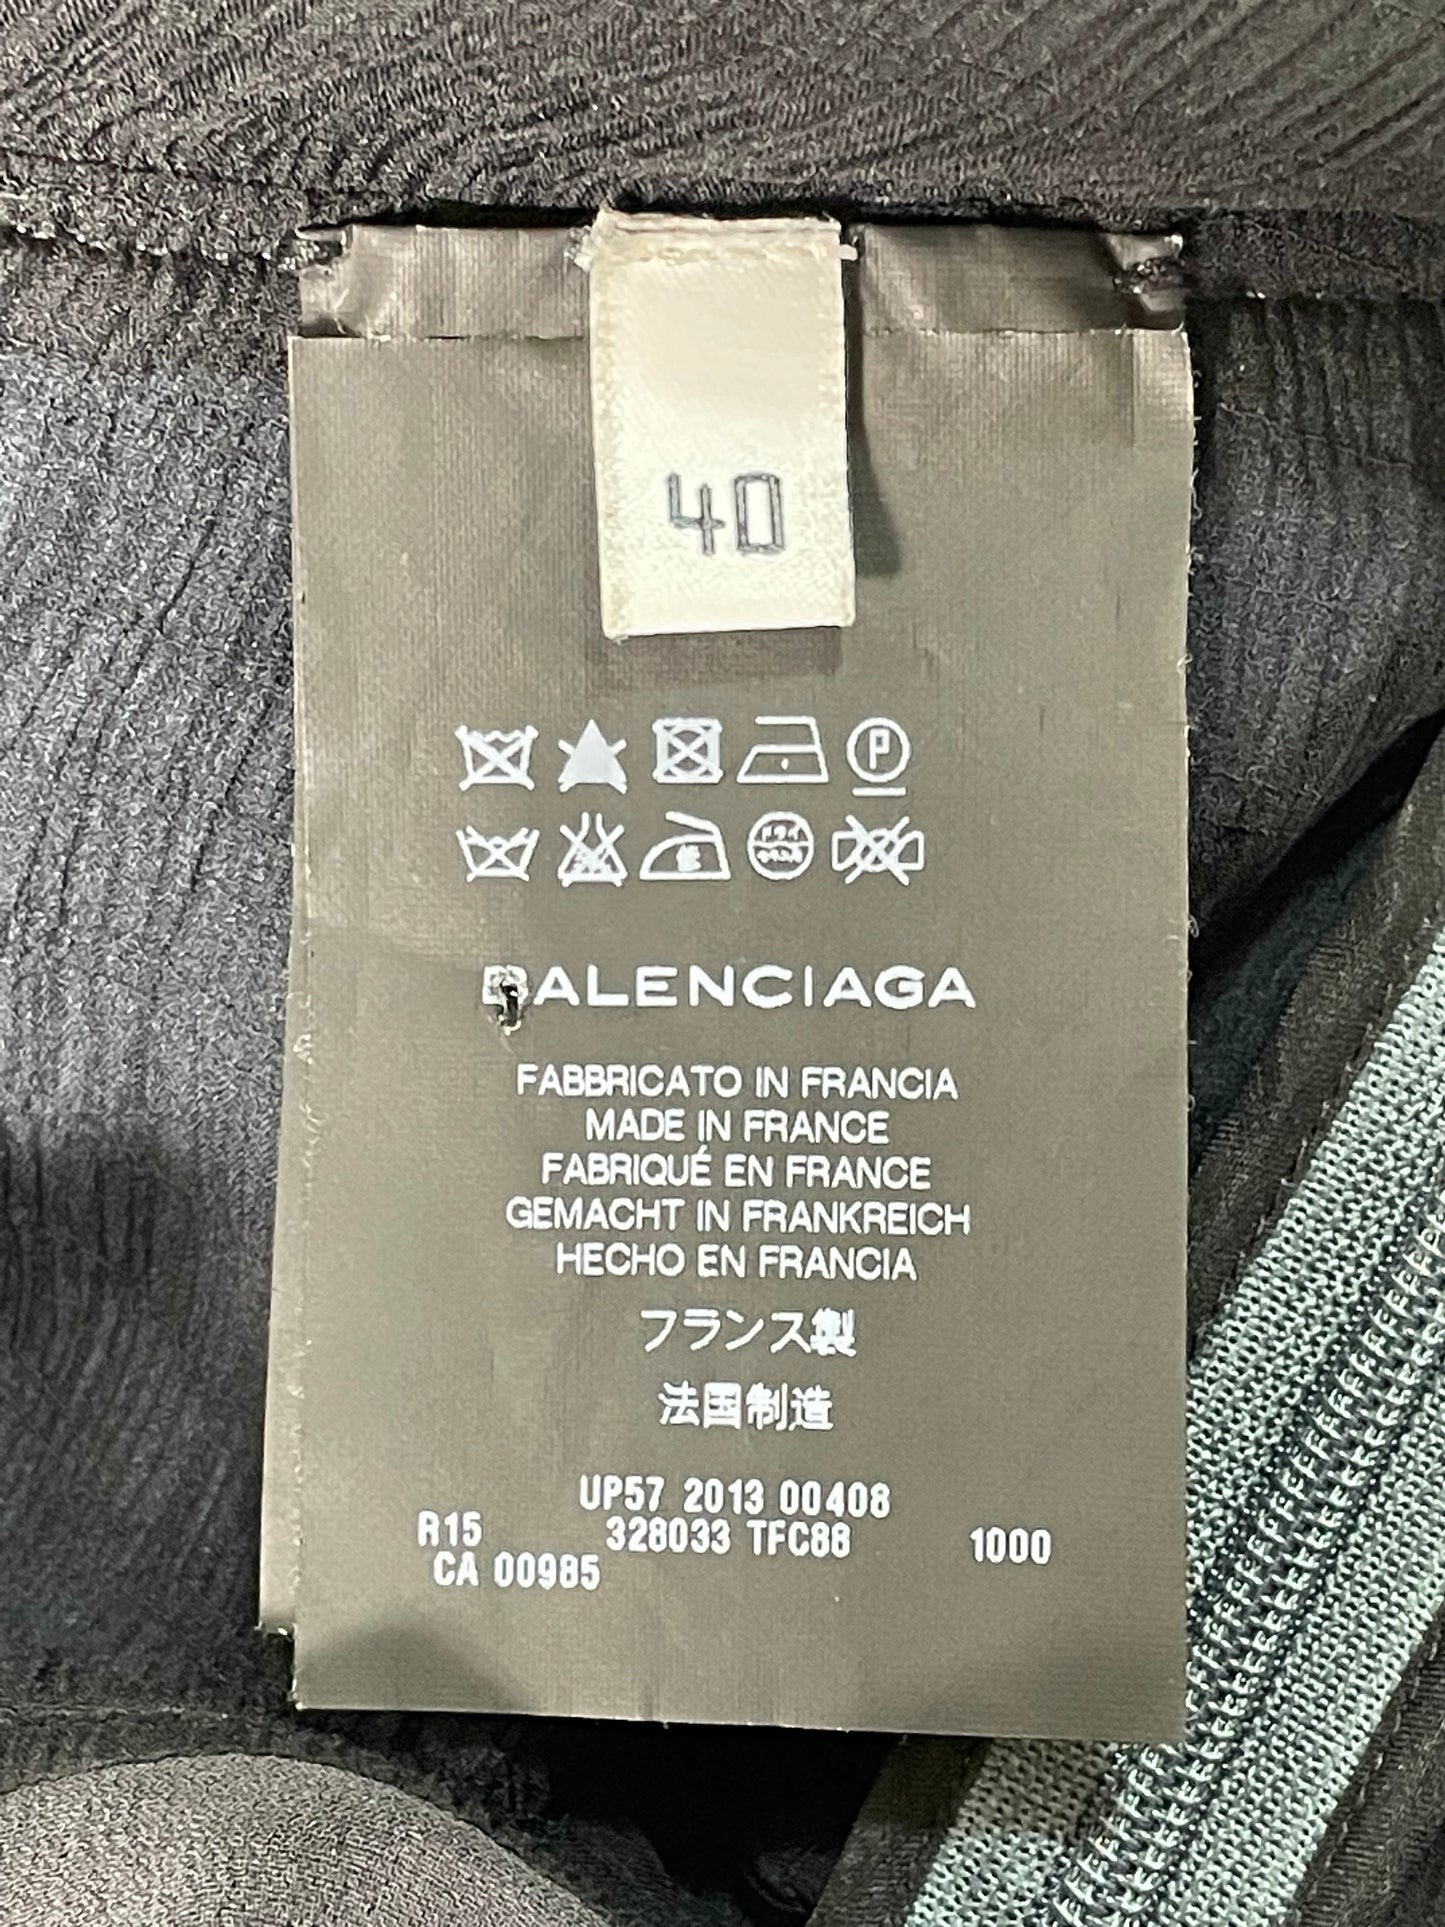 40
P
BALENCIAGA
FABBRICATO IN FRANCIA
MADE IN FRANCE
FABRIQUÉ EN FRANCE
GEMACHT IN FRANKREICH
HECHO EN FRANCIA
フランス製
法国制造
UP57 2013 00408
R15 328033 TFC88 1000
CA 00985